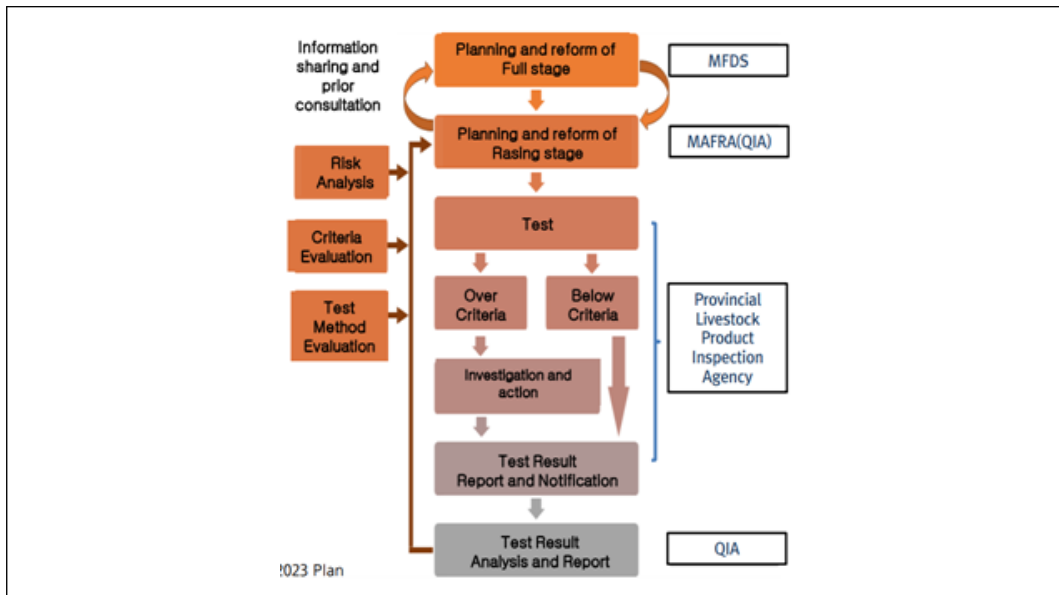 Information
sharing and
prior
consultation
Planning and reform of
Full stage
MFDS
Planning and reform of
Rasing stage
MAFRA(QIA)
Risk
Analysis
Criteria
Evaluation
Test
Method
Evaluation
Test
Over
Criteria
Below
Criteria
Investigation and
action
Provincial
Livestock
Product
Inspection
Agency
Test Result
Report and Notification
Test Result
Analysis and Report
QIA
2023 Plan